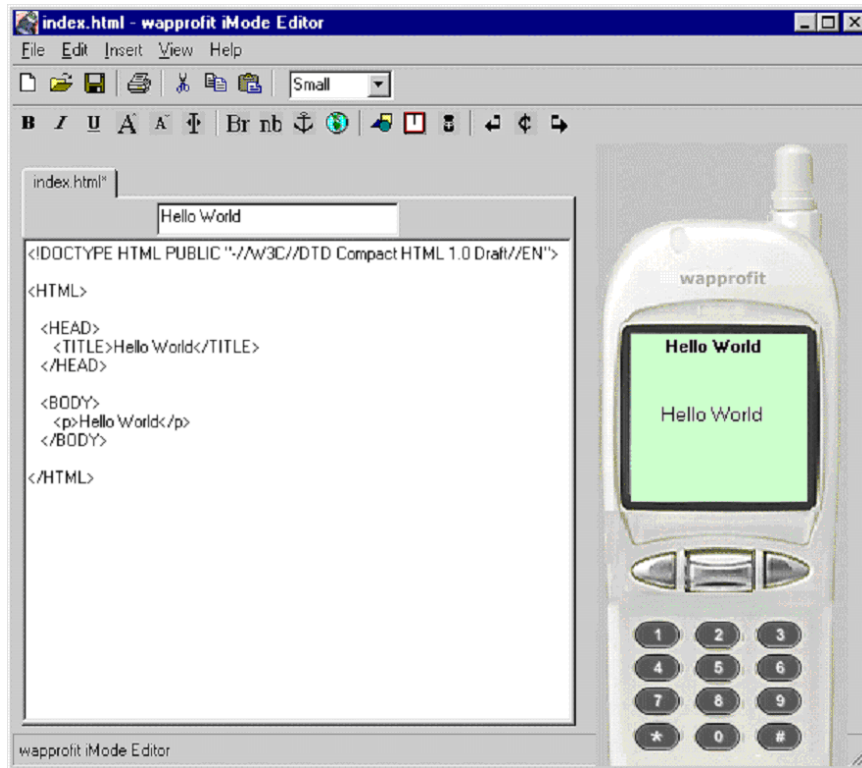 index.html - wapprofit iMode Editor
File Edit Insert View Help
Small
B I U A A Br nb ¢
index.html*
Hello World
<!DOCTYPE HTML PUBLIC "-//W3C//DTD Compact HTML 1.0 Draft//EN">
<HTML>
<HEAD>
<TITLE>Hello World</TITLE>
</HEAD>
<BODY>
<p>Hello World</p>
</BODY>
</HTML>
wapprofit
Hello World
Hello World
1 2 3
4 5 6
7 8 9
* 0 #
wapprofit iMode Editor